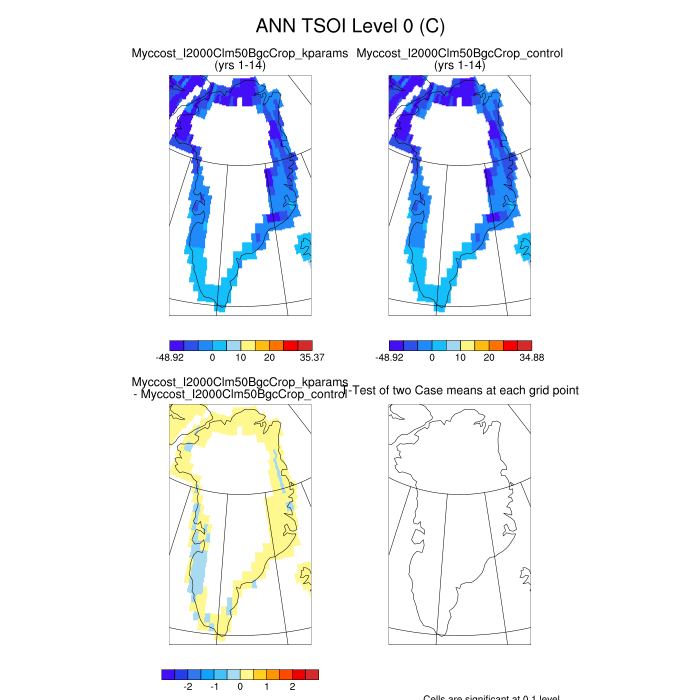 ANN TSOI Level 0 (C)
Myccost_I2000Clm50BgcCrop_kparams
(yrs 1-14)
Myccost_I2000Clm50BgcCrop_control
(yrs 1-14)
-48.92 0 10 20 35.37
-48.92 0 10 20 34.88
Myccost_I2000Clm50BgcCrop_kparams
- Myccost_I2000Clm50BgcCrop_control
T-Test of two Case means at each grid point
-2 -1 0 1 2
Cells are significant at 0.1 level